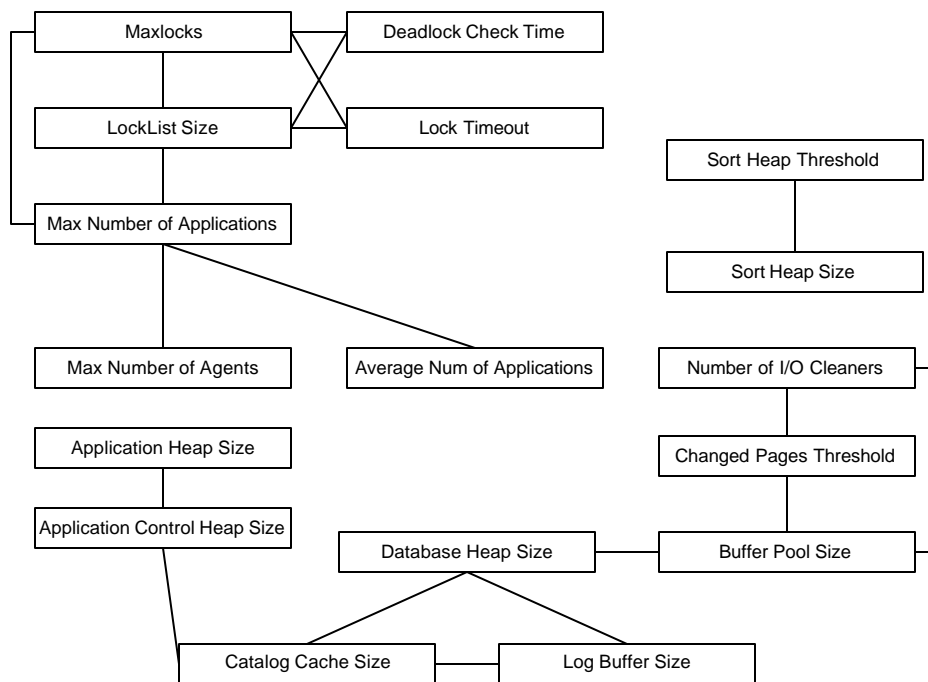 Maxlocks
Deadlock Check Time
LockList Size
Lock Timeout
Sort Heap Threshold
Max Number of Applications
Sort Heap Size
Max Number of Agents
Average Num of Applications
Number of I/O Cleaners
Application Heap Size
Changed Pages Threshold
Application Control Heap Size
Database Heap Size
Buffer Pool Size
Catalog Cache Size
Log Buffer Size